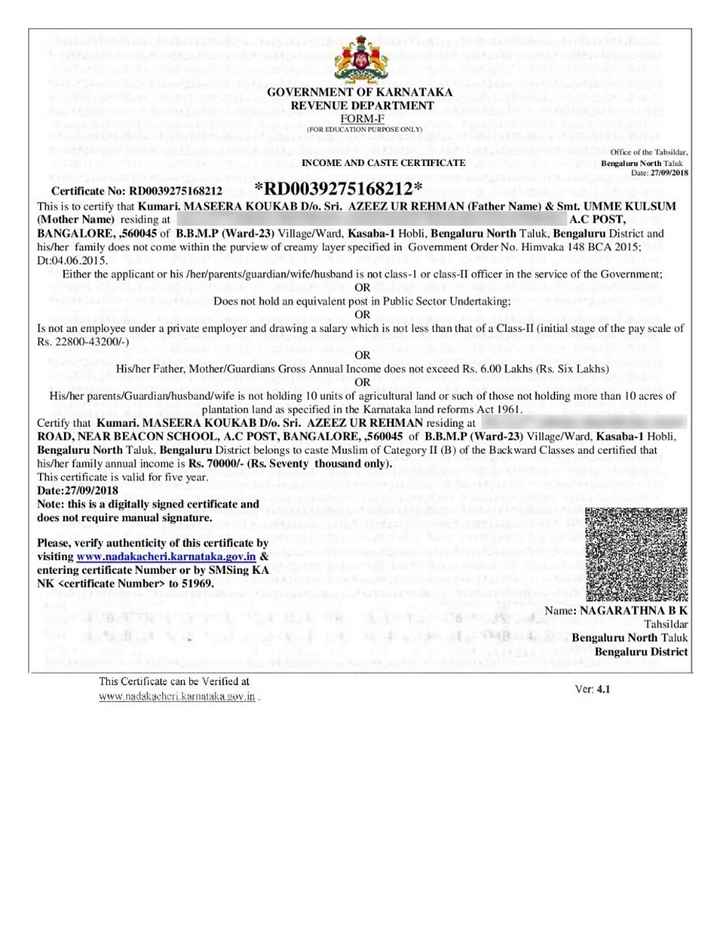 GOVERNMENT OF KARNATAKA
REVENUE DEPARTMENT
FORM-F
(FOR EDUCATION PURPOSE ONLY)
Office of the Tahsildar,
INCOME AND CASTE CERTIFICATE
Bengaluru North Taluk
Date: 27/09/2018
Certificate No: RD0039275168212 *RD0039275168212*
This is to certify that Kumari. MASEERA KOUKAB D/o. Sri. AZEEZ UR REHMAN (Father Name) & Smt. UMME KULSUM
(Mother Name) residing at A.C POST,
BANGALORE, ,560045 of B.B.M.P (Ward-23) Village/Ward, Kasaba-1 Hobli, Bengaluru North Taluk, Bengaluru District and
his/her family does not come within the purview of creamy layer specified in Government Order No. Himvaka 148 BCA 2015;
Dt:04.06.2015.
Either the applicant or his /her/parents/guardian/wife/husband is not class-1 or class-II officer in the service of the Government;
OR
Does not hold an equivalent post in Public Sector Undertaking;
OR
Is not an employee under a private employer and drawing a salary which is not less than that of a Class-II (initial stage of the pay scale of
Rs. 22800-43200/-)
OR
His/her Father, Mother/Guardians Gross Annual Income does not exceed Rs. 6.00 Lakhs (Rs. Six Lakhs)
OR
His/her parents/Guardian/husband/wife is not holding 10 units of agricultural land or such of those not holding more than 10 acres of
plantation land as specified in the Karnataka land reforms Act 1961.
Certify that Kumari. MASEERA KOUKAB D/o. Sri. AZEEZ UR REHMAN residing at
ROAD, NEAR BEACON SCHOOL, A.C POST, BANGALORE, ,560045 of B.B.M.P (Ward-23) Village/Ward, Kasaba-1 Hobli,
Bengaluru North Taluk, Bengaluru District belongs to caste Muslim of Category II (B) of the Backward Classes and certified that
his/her family annual income is Rs. 70000/- (Rs. Seventy thousand only).
This certificate is valid for five year.
Date:27/09/2018
Note: this is a digitally signed certificate and
does not require manual signature.
Please, verify authenticity of this certificate by
visiting www.nadakacheri.karnataka.gov.in &
entering certificate Number or by SMSing KA
NK <certificate Number> to 51969.
Name: NAGARATHNA B K
Tahsildar
Bengaluru North Taluk
Bengaluru District
This Certificate can be Verified at
www.nadakacheri.karnataka.gov.in .
Ver: 4.1